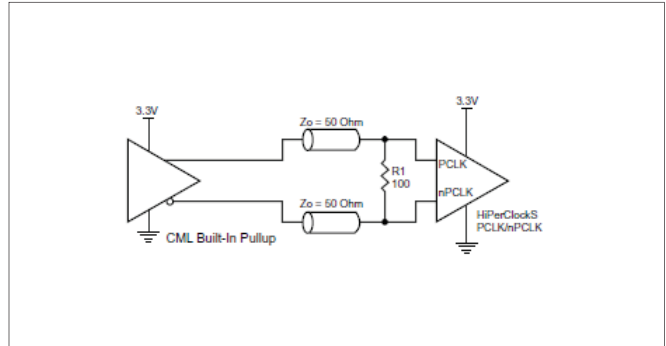 3.3V
Zo = 50 Ohm
3.3V
R1
100
PCLK
nPCLK
Zo = 50 Ohm
CML Built-In Pullup
HiPerClockS
PCLK/nPCLK